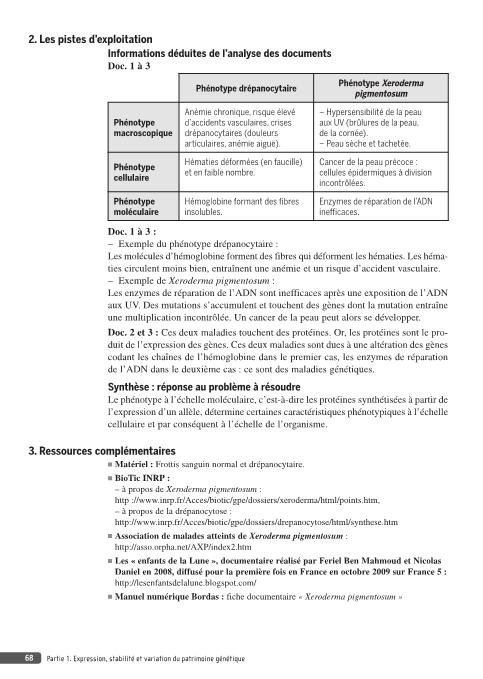 2. Les pistes d'exploitation
Informations déduites de l'analyse des documents
Doc. 1 à 3
Phénotype drépanocytaire
Phénotype Xeroderma
pigmentosum
Phénotype
macroscopique
Anémie chronique, risque élevé
d'accidents vasculaires, crises
drépanocytaires (douleurs
articulaires, anémie aiguë).
– Hypersensibilité de la peau
aux UV (brûlures de la peau,
de la cornée).
– Peau sèche et tachetée.
Phénotype
cellulaire
Hématies déformées (en faucille)
et en faible nombre.
Cancer de la peau précoce :
cellules épidermiques à division
incontrôlées.
Phénotype
moléculaire
Hémoglobine formant des fibres
insolubles.
Enzymes de réparation de l'ADN
inefficaces.
Doc. 1 à 3 :
– Exemple du phénotype drépanocytaire :
Les molécules d'hémoglobine forment des fibres qui déforment les hématies. Les héma-
ties circulent moins bien, entraînent une anémie et un risque d'accident vasculaire.
– Exemple de Xeroderma pigmentosum :
Les enzymes de réparation de l'ADN sont inefficaces après une exposition de l'ADN
aux UV. Des mutations s'accumulent et touchent des gènes dont la mutation entraîne
une multiplication incontrôlée. Un cancer de la peau peut alors se développer.
Doc. 2 et 3 : Ces deux maladies touchent des protéines. Or, les protéines sont le pro-
duit de l'expression des gènes. Ces deux maladies sont dues à une altération des gènes
codant les chaînes de l'hémoglobine dans le premier cas, les enzymes de réparation
de l'ADN dans le deuxième cas : ce sont des maladies génétiques.
Synthèse : réponse au problème à résoudre
Le phénotype à l'échelle moléculaire, c'est-à-dire les protéines synthétisées à partir de
l'expression d'un allèle, détermine certaines caractéristiques phénotypiques à l'échelle
cellulaire et par conséquent à l'échelle de l'organisme.
3. Ressources complémentaires
■ Matériel : Frottis sanguin normal et drépanocytaire.
■ BioTic INRP :
– à propos de Xeroderma pigmentosum :
http ://www.inrp.fr/Acces/biotic/gpe/dossiers/xeroderma/html/points.htm,
– à propos de la drépanocytose :
http://www.inrp.fr/Acces/biotic/gpe/dossiers/drepanocytose/html/synthese.htm
■ Association de malades atteints de Xeroderma pigmentosum :
http://asso.orpha.net/AXP/index2.htm
■ Les « enfants de la Lune », documentaire réalisé par Feriel Ben Mahmoud et Nicolas
Daniel en 2008, diffusé pour la première fois en France en octobre 2009 sur France 5 :
http://lesenfantsdelalune.blogspot.com/
■ Manuel numérique Bordas : fiche documentaire « Xeroderma pigmentosum »
68 Partie 1. Expression, stabilité et variation du patrimoine génétique